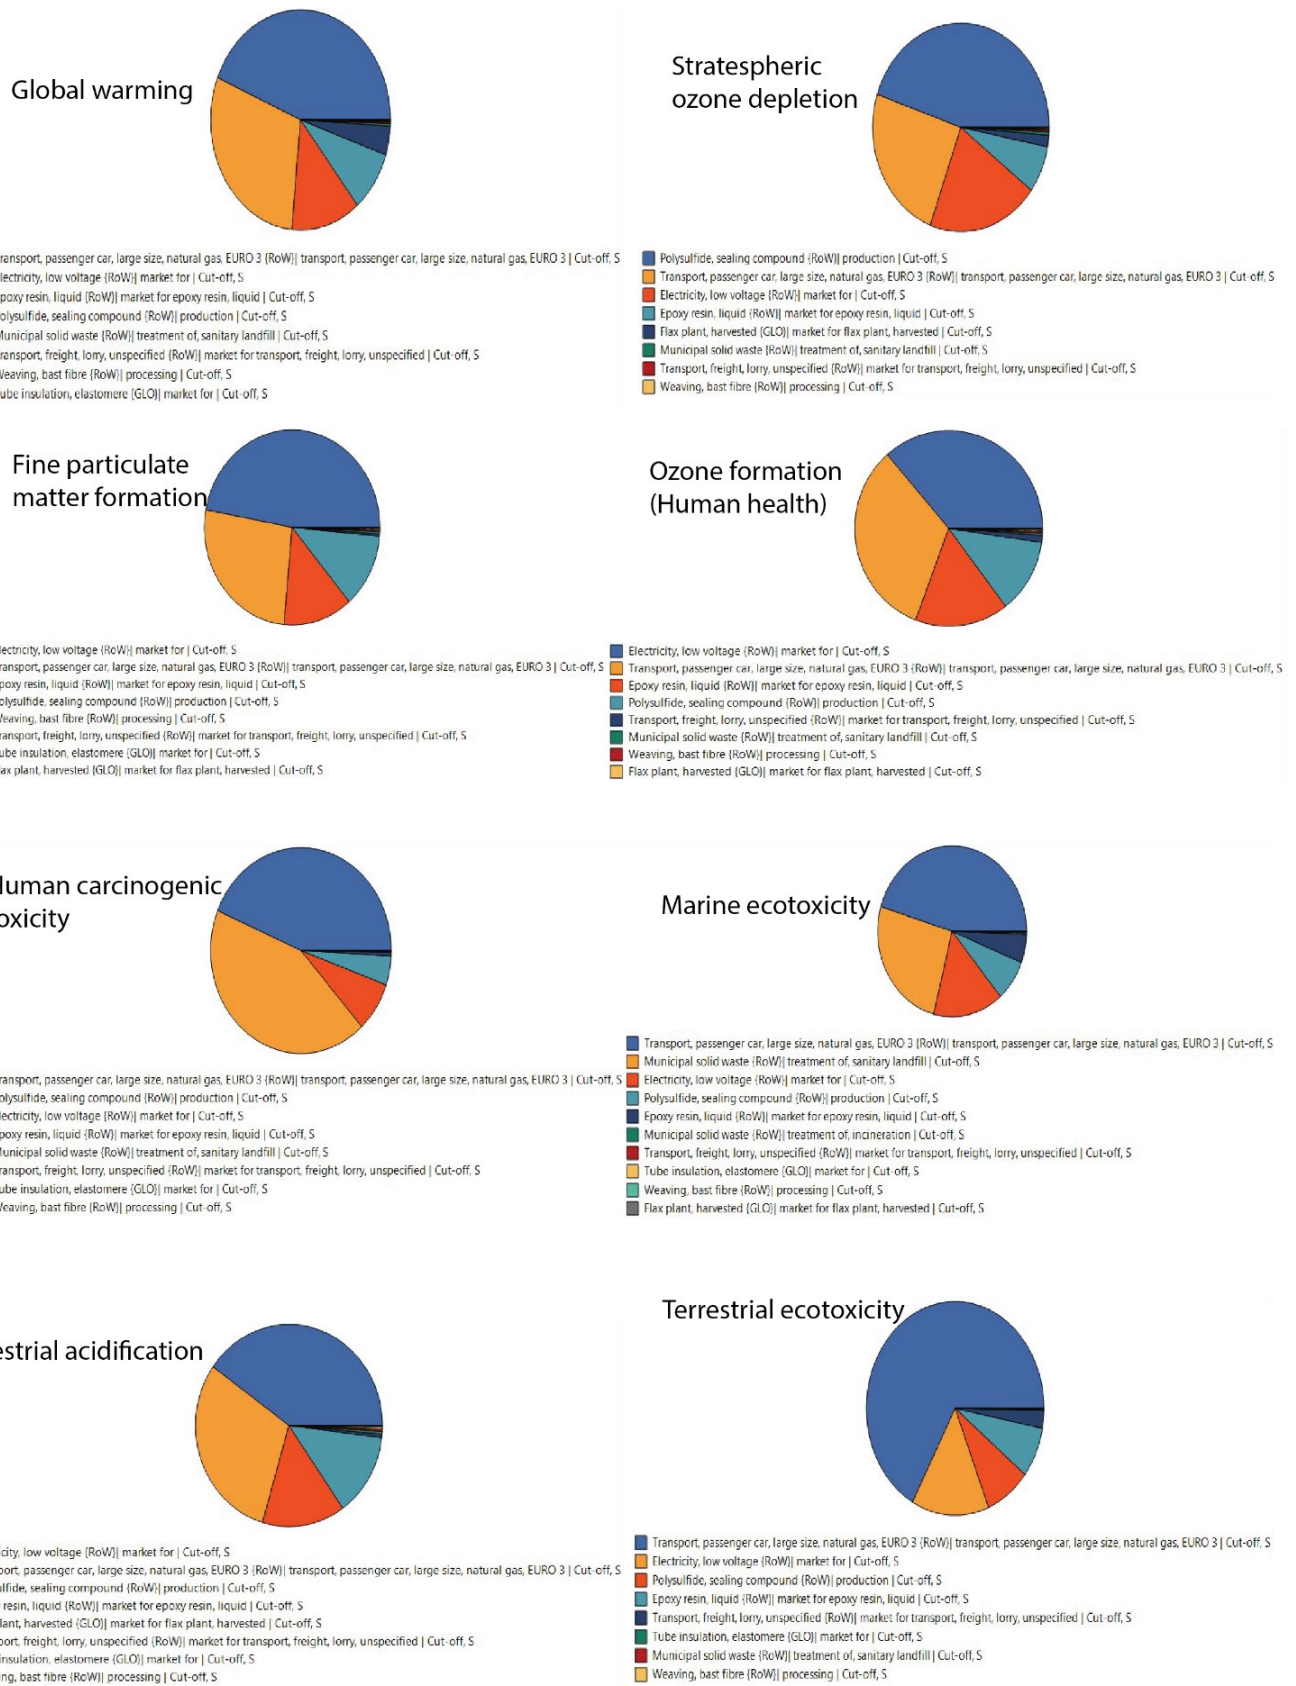 Global warming
ransport, passenger car, large size, natural gas, EURO 3 {RoW}| transport, passenger car, large size, natural gas, EURO 3 | Cut-off, S
lectricity, low voltage {RoW}| market for | Cut-off, S
poxy resin, liquid {RoW}| market for epoxy resin, liquid | Cut-off, S
olysulfide, sealing compound {RoW}| production | Cut-off, S
Municipal solid waste {RoW}| treatment of, sanitary landfill | Cut-off, S
ransport, freight, lorry, unspecified {RoW}| market for transport, freight, lorry, unspecified | Cut-off, S
Weaving, bast fibre {RoW}| processing | Cut-off, S
ube insulation, elastomere {GLO}| market for | Cut-off, S
Stratespheric
ozone depletion
Polysulfide, sealing compound {RoW}| production | Cut-off, S
Transport, passenger car, large size, natural gas, EURO 3 {RoW}| transport, passenger car, large size, natural gas, EURO 3 | Cut-off, S
Electricity, low voltage {RoW}| market for | Cut-off, S
Epoxy resin, liquid {RoW}| market for epoxy resin, liquid | Cut-off, S
Flax plant, harvested {GLO}| market for flax plant, harvested | Cut-off, S
Municipal solid waste {RoW}| treatment of, sanitary landfill | Cut-off, S
Transport, freight, lorry, unspecified {RoW}| market for transport, freight, lorry, unspecified | Cut-off, S
Weaving, bast fibre {RoW}| processing | Cut-off, S
Fine particulate
matter formation
lectricity, low voltage {RoW}| market for | Cut-off, S
ransport, passenger car, large size, natural gas, EURO 3 {RoW}| transport, passenger car, large size, natural gas, EURO 3 | Cut-off, S
poxy resin, liquid {RoW}| market for epoxy resin, liquid | Cut-off, S
olysulfide, sealing compound {RoW}| production | Cut-off, S
Weaving, bast fibre {RoW}| processing | Cut-off, S
ransport, freight, lorry, unspecified {RoW}| market for transport, freight, lorry, unspecified | Cut-off, S
ube insulation, elastomere {GLO}| market for | Cut-off, S
lax plant, harvested {GLO}| market for flax plant, harvested | Cut-off, S
Ozone formation
(Human health)
Electricity, low voltage {RoW}| market for | Cut-off, S
Transport, passenger car, large size, natural gas, EURO 3 {RoW}| transport, passenger car, large size, natural gas, EURO 3 | Cut-off, S
Epoxy resin, liquid {RoW}| market for epoxy resin, liquid | Cut-off, S
Polysulfide, sealing compound {RoW}| production | Cut-off, S
Transport, freight, lorry, unspecified {RoW}| market for transport, freight, lorry, unspecified | Cut-off, S
Municipal solid waste {RoW}| treatment of, sanitary landfill | Cut-off, S
Weaving, bast fibre {RoW}| processing | Cut-off, S
Flax plant, harvested {GLO}| market for flax plant, harvested | Cut-off, S
Human carcinogenic
oxicity
ransport, passenger car, large size, natural gas, EURO 3 {RoW}| transport, passenger car, large size, natural gas, EURO 3 | Cut-off, S
olysulfide, sealing compound {RoW}| production | Cut-off, S
lectricity, low voltage {RoW}| market for | Cut-off, S
poxy resin, liquid {RoW}| market for epoxy resin, liquid | Cut-off, S
Municipal solid waste {RoW}| treatment of, sanitary landfill | Cut-off, S
ransport, freight, lorry, unspecified {RoW}| market for transport, freight, lorry, unspecified | Cut-off, S
ube insulation, elastomere {GLO}| market for | Cut-off, S
Weaving, bast fibre {RoW}| processing | Cut-off, S
Marine ecotoxicity
Transport, passenger car, large size, natural gas, EURO 3 {RoW}| transport, passenger car, large size, natural gas, EURO 3 | Cut-off, S
Municipal solid waste {RoW}| treatment of, sanitary landfill | Cut-off, S
Electricity, low voltage {RoW}| market for | Cut-off, S
Polysulfide, sealing compound {RoW}| production | Cut-off, S
Epoxy resin, liquid {RoW}| market for epoxy resin, liquid | Cut-off, S
Municipal solid waste {RoW}| treatment of, incineration | Cut-off, S
Transport, freight, lorry, unspecified {RoW}| market for transport, freight, lorry, unspecified | Cut-off, S
Tube insulation, elastomere {GLO}| market for | Cut-off, S
Weaving, bast fibre {RoW}| processing | Cut-off, S
Flax plant, harvested {GLO}| market for flax plant, harvested | Cut-off, S
estrial acidification
icity, low voltage {RoW}| market for | Cut-off, S
port, passenger car, large size, natural gas, EURO 3 {RoW}| transport, passenger car, large size, natural gas, EURO 3 | Cut-off, S
ulfide, sealing compound {RoW}| production | Cut-off, S
resin, liquid {RoW}| market for epoxy resin, liquid | Cut-off, S
lant, harvested {GLO}| market for flax plant, harvested | Cut-off, S
port, freight, lorry, unspecified {RoW}| market for transport, freight, lorry, unspecified | Cut-off, S
insulation, elastomere {GLO}| market for | Cut-off, S
ing, bast fibre {RoW}| processing | Cut-off, S
Terrestrial ecotoxicity
Transport, passenger car, large size, natural gas, EURO 3 {RoW}| transport, passenger car, large size, natural gas, EURO 3 | Cut-off, S
Electricity, low voltage {RoW}| market for | Cut-off, S
Polysulfide, sealing compound {RoW}| production | Cut-off, S
Epoxy resin, liquid {RoW}| market for epoxy resin, liquid | Cut-off, S
Transport, freight, lorry, unspecified {RoW}| market for transport, freight, lorry, unspecified | Cut-off, S
Tube insulation, elastomere {GLO}| market for | Cut-off, S
Municipal solid waste {RoW}| treatment of, sanitary landfill | Cut-off, S
Weaving, bast fibre {RoW}| processing | Cut-off, S